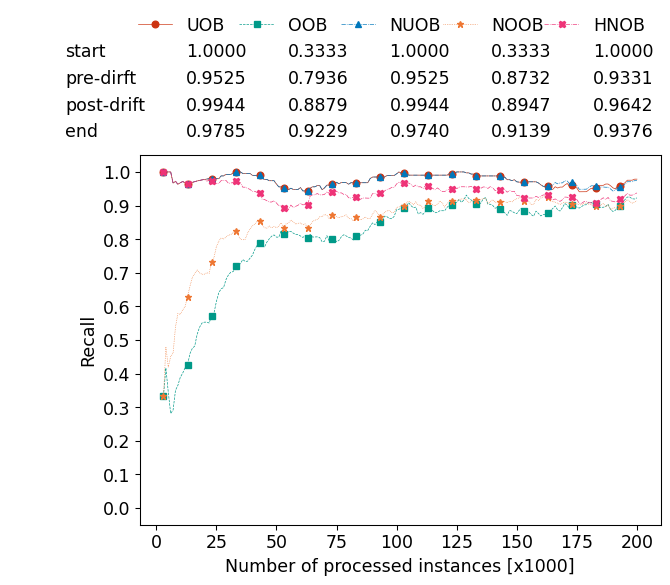 UOB OOB NUOB NOOB HNOB
start 1.0000 0.3333 1.0000 0.3333 1.0000
pre-dirft 0.9525 0.7936 0.9525 0.8732 0.9331
post-drift 0.9944 0.8879 0.9944 0.8947 0.9642
end 0.9785 0.9229 0.9740 0.9139 0.9376
1.0
0.9
0.8
0.7
0.6
0.5
0.4
0.3
0.2
0.1
0.0
Recall
0 25 50 75 100 125 150 175 200
Number of processed instances [x1000]